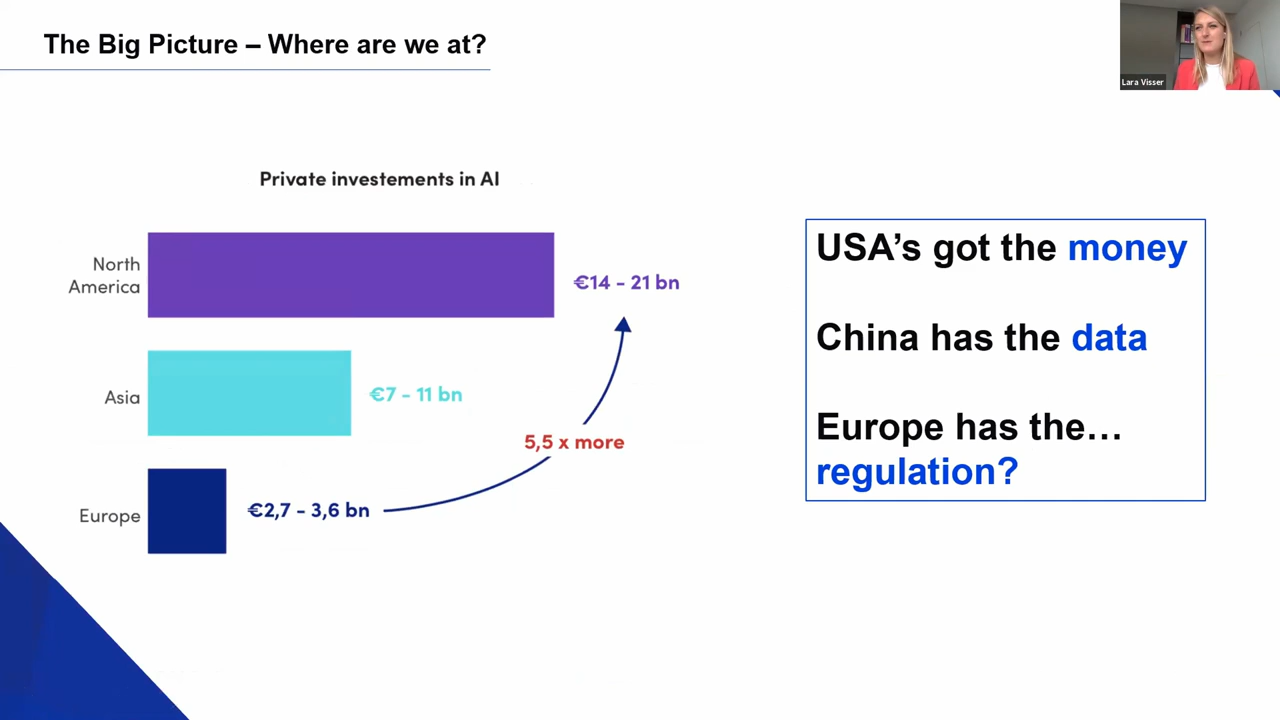 The Big Picture – Where are we at?
Lara Visser
Private investements in AI
North
America
€14 - 21 bn
Asia
€7 - 11 bn
5,5 x more
Europe
€2,7 - 3,6 bn
USA’s got the money
China has the data
Europe has the…
regulation?